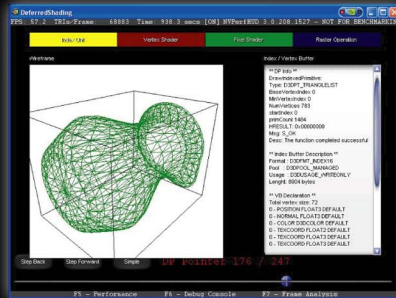 DeferredShading
FPS: 57.2 TRIs/Frame: 68883 Time: 938.3 secs [ON] NVPerfHUD 3.0.208.1527 - NOT FOR BENCHMARKING
Index Unit
Vertex Shader
Pixel Shader
Raster Operation
Wireframe
Index / Vertex Buffer
** DP Info **
DrawIndexedPrimitive:
Type: D3DPT_TRIANGLELIST
BaseVertexIndex 0
MinVertexIndex 0
NumVertices 783
startIndex 0
primCount 1484
HRESULT: 0x00000000
Msg: S_OK
Desc: The function completed successful
** Index Buffer Description **
Format : D3DFMT_INDEX16
Pool : D3DPOOL_MANAGED
Usage : D3DUSAGE_WRITEONLY
Lenght: 8904 bytes
** VB Declaration **
Total vertex size: 72
0 - POSITION FLOAT3 DEFAULT
0 - NORMAL FLOAT3 DEFAULT
0 - COLOR D3DCOLOR DEFAULT
0 - TEXCOORD FLOAT2 DEFAULT
0 - TEXCOORD FLOAT3 DEFAULT
0 - TEXCOORD FLOAT3 DEFAULT
Step Back
Step Forward
Simple
DP Pointer 176 / 247
F5 - Performance
F6 - Debug Console
F7 - Frame Analysis